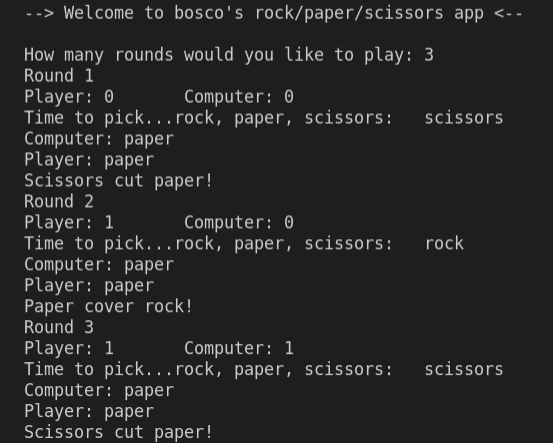 --> Welcome to bosco's rock/paper/scissors app <--
How many rounds would you like to play: 3
Round 1
Player: 0       Computer: 0
Time to pick...rock, paper, scissors:   scissors
Computer: paper
Player: paper
Scissors cut paper!
Round 2
Player: 1       Computer: 0
Time to pick...rock, paper, scissors:   rock
Computer: paper
Player: paper
Paper cover rock!
Round 3
Player: 1       Computer: 1
Time to pick...rock, paper, scissors:   scissors
Computer: paper
Player: paper
Scissors cut paper!